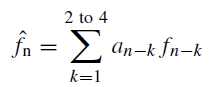 2 to 4
f̂ₙ = ∑ aₙ₋ₖ fₙ₋ₖ
k=1